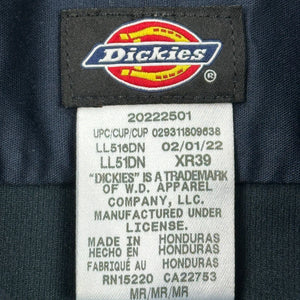 Dickies
®
20222501
UPC/CUP/CUP 029311809638
LL516DN 02/01/22
LL51DN XR39
"DICKIES" IS A TRADEMARK
OF W.D. APPAREL
COMPANY, LLC.
MANUFACTURED UNDER
LICENSE.
MADE IN HONDURAS
HECHO EN HONDURAS
FABRIQUÉ AU HONDURAS
RN15220 CA22753
MR/MR/MR